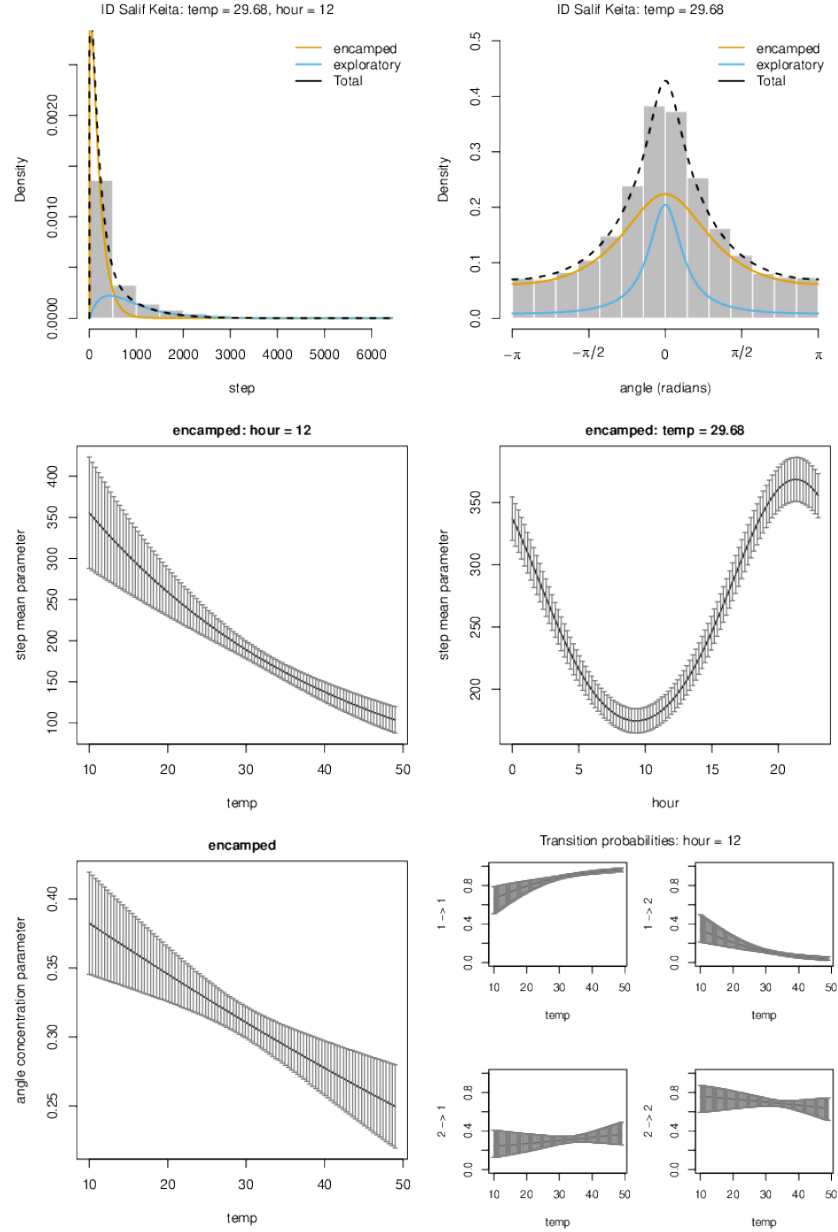 ID Salif Keita: temp = 29.68, hour = 12
encamped
exploratory
Total
Density
0.0020
0.0010
0.0000
0 1000 2000 3000 4000 5000 6000
step
ID Salif Keita: temp = 29.68
encamped
exploratory
Total
Density
0.5
0.4
0.3
0.2
0.1
0.0
−π −π/2 0 π/2 π
angle (radians)
encamped: hour = 12
step mean parameter
400
350
300
250
200
150
100
10 20 30 40 50
temp
encamped: temp = 29.68
step mean parameter
350
300
250
200
0 5 10 15 20
hour
encamped
angle concentration parameter
0.40
0.35
0.30
0.25
10 20 30 40 50
temp
Transition probabilities: hour = 12
1 −> 1
0.8
0.4
0.0
10 20 30 40 50
temp
1 −> 2
0.8
0.4
0.0
10 20 30 40 50
temp
2 −> 1
0.8
0.4
0.0
10 20 30 40 50
temp
2 −> 2
0.8
0.4
0.0
10 20 30 40 50
temp